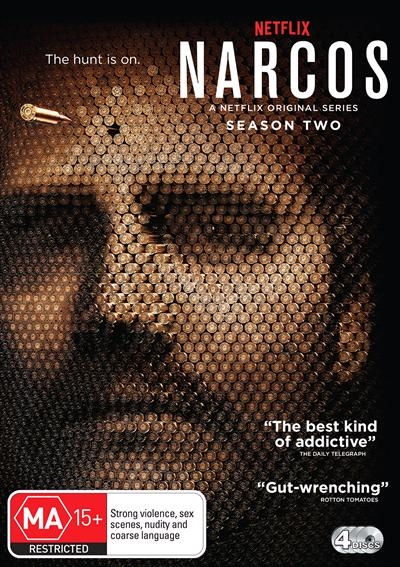 NETFLIX
The hunt is on.
NARCOS
A NETFLIX ORIGINAL SERIES
SEASON TWO
“The best kind
of addictive”
THE DAILY TELEGRAPH
“Gut-wrenching”
ROTTON TOMATOES
MA 15+
Strong violence, sex
scenes, nudity and
coarse language
RESTRICTED
4 DISCS